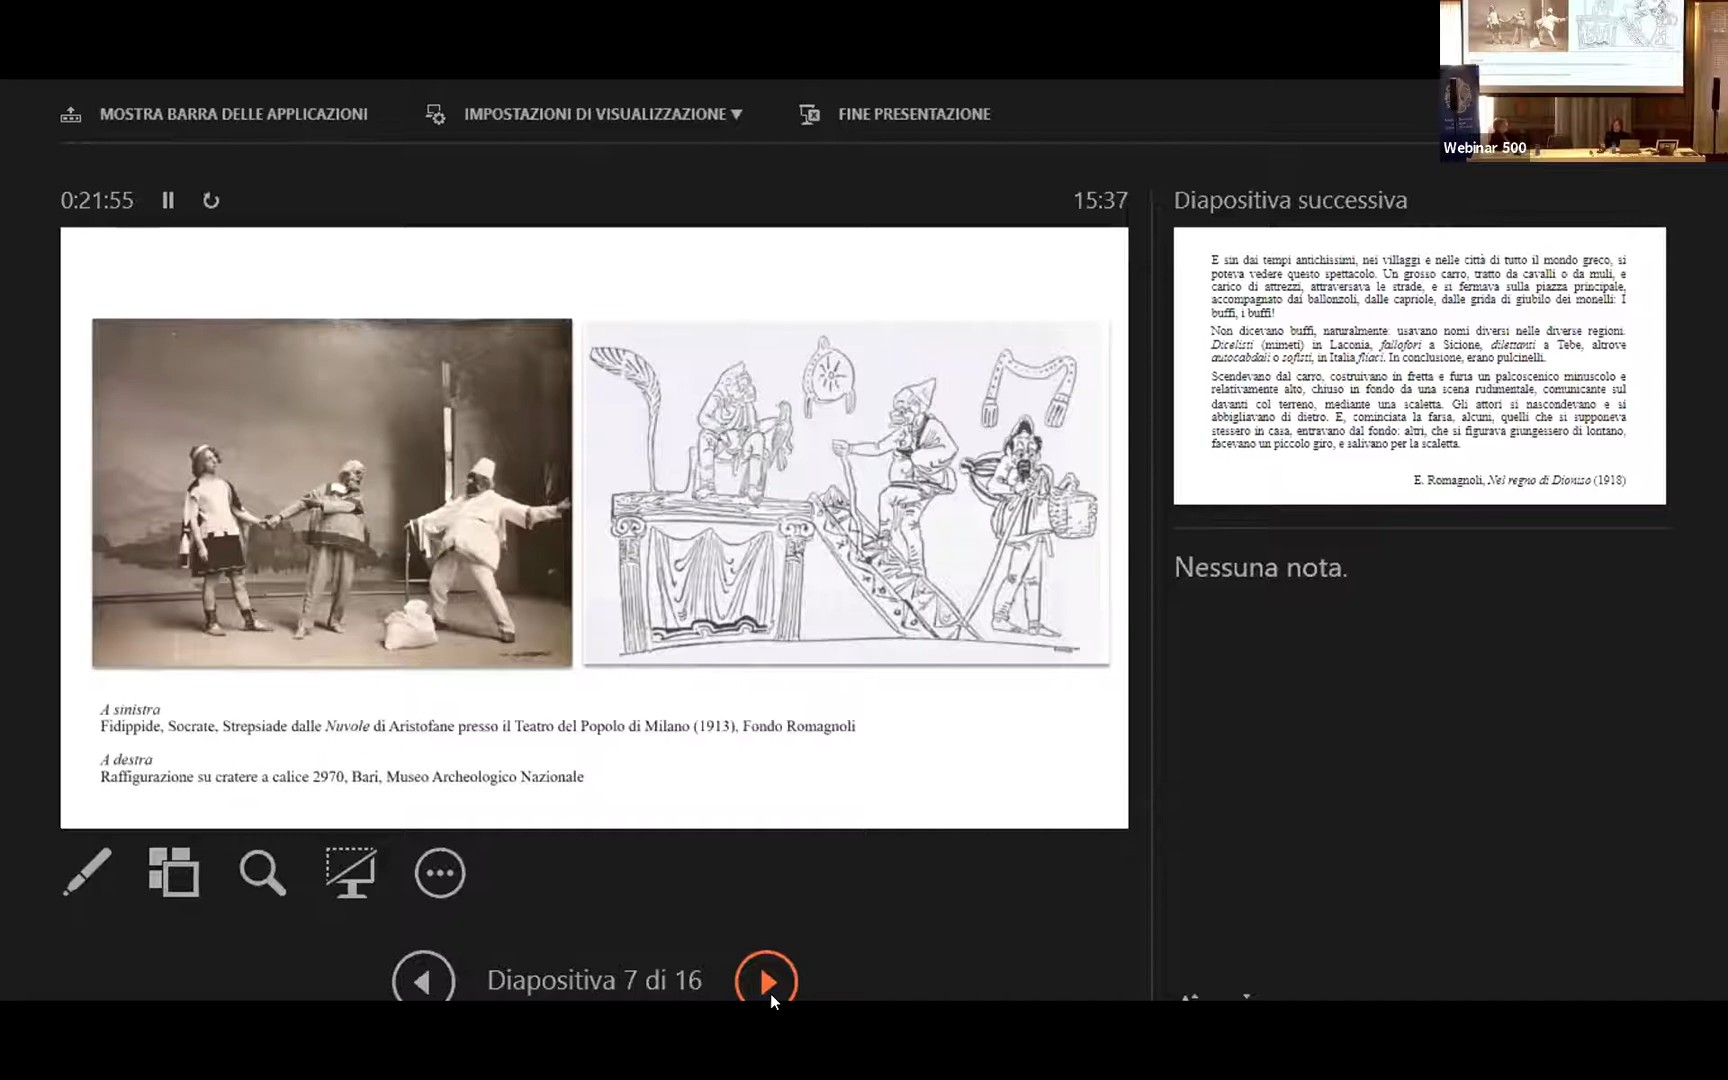 MOSTRA BARRA DELLE APPLICAZIONI
IMPOSTAZIONI DI VISUALIZZAZIONE ▼
FINE PRESENTAZIONE
Webinar 500
0:21:55
15:37
Diapositiva successiva
A sinistra
Fidippide, Socrate, Strepsiade dalle Nuvole di Aristofane presso il Teatro del Popolo di Milano (1913), Fondo Romagnoli
A destra
Raffigurazione su cratere a calice 2970, Bari, Museo Archeologico Nazionale
E sin dai tempi antichissimi, nei villaggi e nelle città di tutto il mondo greco, si
poteva vedere questo spettacolo. Un grosso carro, tratto da cavalli o da muli, e
carico di attrezzi, attraversava le strade, e si fermava sulla piazza principale,
accompagnato dai ballonzoli, dalle capriole, dalle grida di giubilo dei monelli: I
buffi, i buffi!
Non dicevano buffi, naturalmente: usavano nomi diversi nelle diverse regioni.
Dicelisti (mimeti) in Laconia, fallofori a Sicione, dilettanti a Tebe, altrove
autocabdali o sofisti, in Italia fliaci. In conclusione, erano pulcinelli.
Scendevano dal carro, costruivano in fretta e furia un palcoscenico minuscolo e
relativamente alto, chiuso in fondo da una scena rudimentale, comunicante sul
davanti col terreno, mediante una scaletta. Gli attori si nascondevano e si
abbigliavano di dietro. E, cominciata la farsa, alcuni, quelli che si supponeva
stessero in casa, entravano dal fondo: altri, che si figurava giungessero di lontano,
facevano un piccolo giro, e salivano per la scaletta.
E. Romagnoli, Nel regno di Dioniso (1918)
Nessuna nota.
Diapositiva 7 di 16